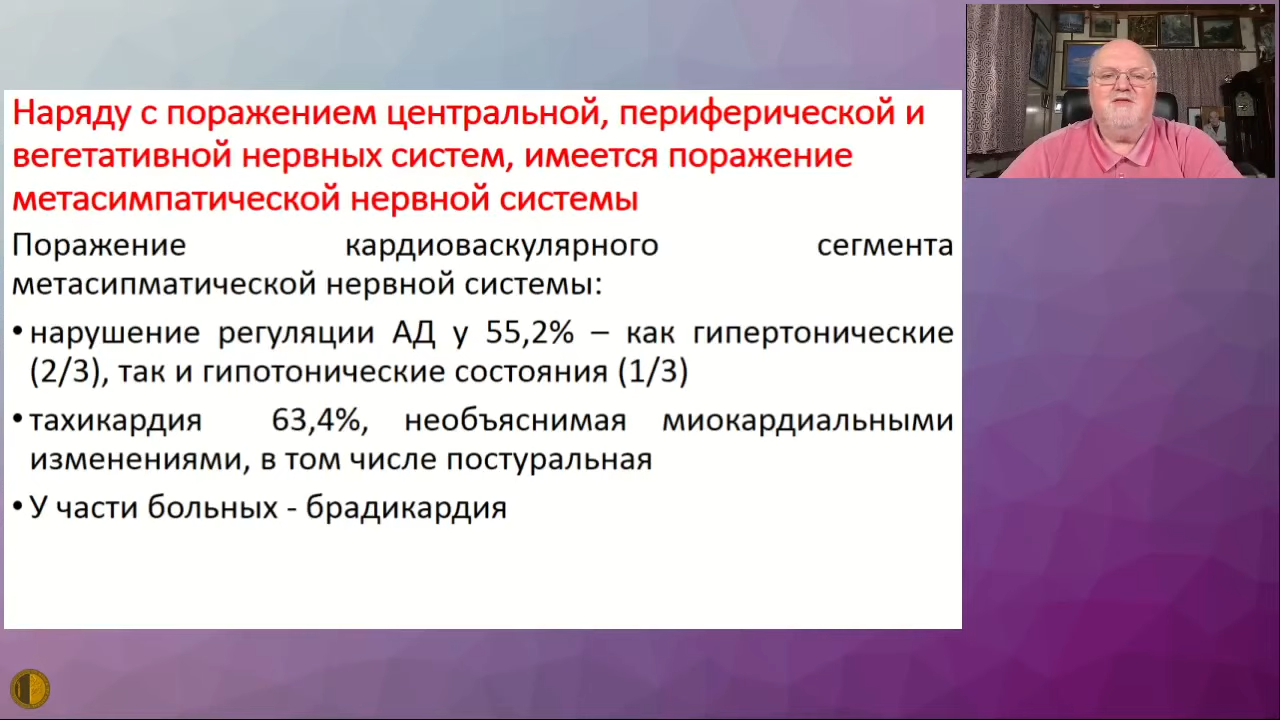 Наряду с поражением центральной, периферической и
вегетативной нервных систем, имеется поражение
метасимпатической нервной системы
Поражение кардиоваскулярного сегмента
метасипматической нервной системы:
• нарушение регуляции АД у 55,2% – как гипертонические
(2/3), так и гипотонические состояния (1/3)
• тахикардия 63,4%, необъяснимая миокардиальными
изменениями, в том числе постуральная
• У части больных - брадикардия